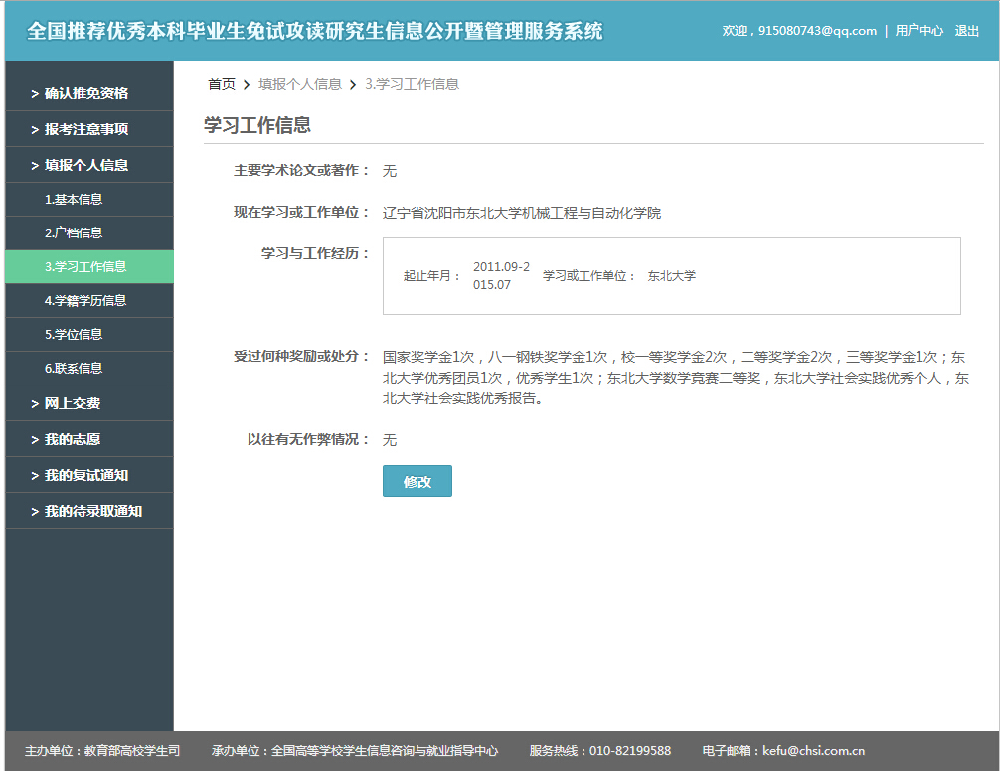 全国推荐优秀本科毕业生免试攻读研究生信息公开暨管理服务系统
欢迎，915080743@qq.com | 用户中心 退出
首页 > 填报个人信息 > 3.学习工作信息
> 确认推免资格
> 报考注意事项
> 填报个人信息
1.基本信息
2.户档信息
3.学习工作信息
4.学籍学历信息
5.学位信息
6.联系信息
> 网上交费
> 我的志愿
> 我的复试通知
> 我的待录取通知
学习工作信息
主要学术论文或著作： 无
现在学习或工作单位： 辽宁省沈阳市东北大学机械工程与自动化学院
学习与工作经历：
起止年月： 2011.09-2 学习或工作单位： 东北大学
015.07
受过何种奖励或处分： 国家奖学金1次，八一钢铁奖学金1次，校一等奖学金2次，二等奖学金2次，三等奖学金1次；东
北大学优秀团员1次，优秀学生1次；东北大学数学竞赛二等奖，东北大学社会实践优秀个人，东
北大学社会实践优秀报告。
以往有无作弊情况： 无
修改
主办单位：教育部高校学生司 承办单位：全国高等学校学生信息咨询与就业指导中心 服务热线：010-82199588 电子邮箱：kefu@chsi.com.cn